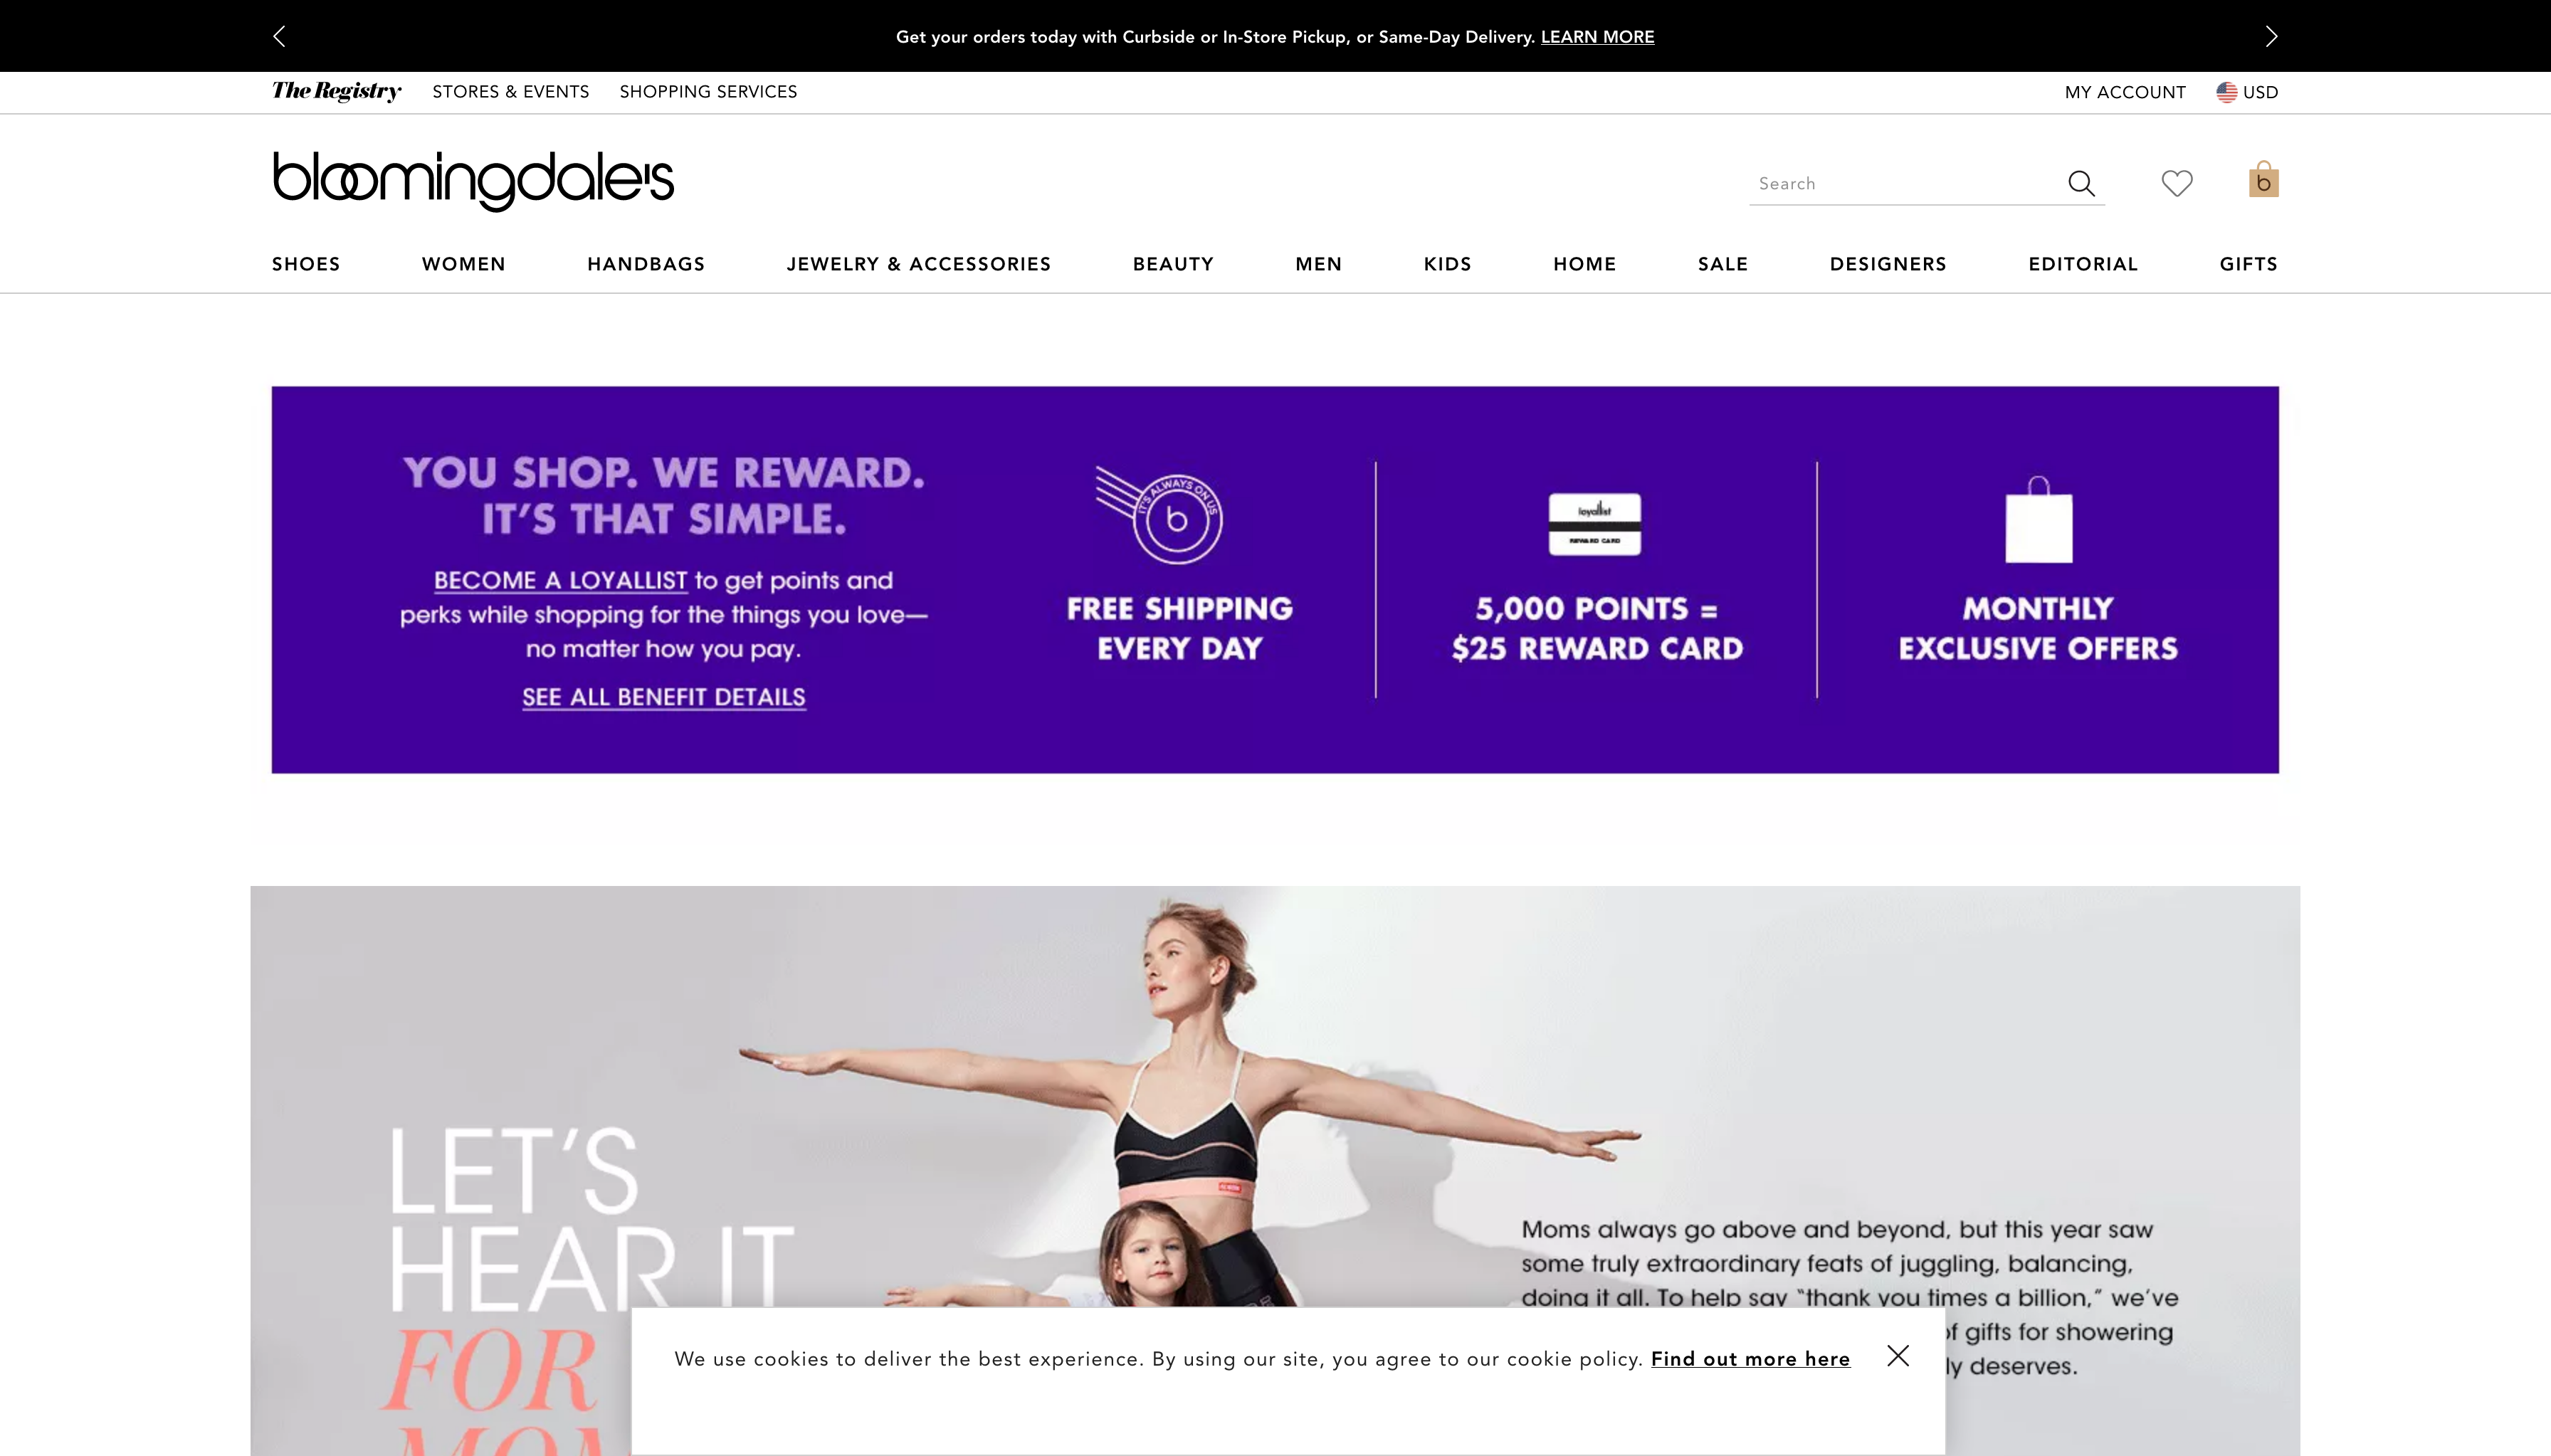 Get your orders today with Curbside or In-Store Pickup, or Same-Day Delivery. LEARN MORE
The Registry STORES & EVENTS SHOPPING SERVICES MY ACCOUNT USD
bloomingdale's
Search
b
SHOES WOMEN HANDBAGS JEWELRY & ACCESSORIES BEAUTY MEN KIDS HOME SALE DESIGNERS EDITORIAL GIFTS
YOU SHOP. WE REWARD.
IT'S THAT SIMPLE.
BECOME A LOYALLIST to get points and
perks while shopping for the things you love—
no matter how you pay.
SEE ALL BENEFIT DETAILS
IT'S ALWAYS ON US
b
FREE SHIPPING
EVERY DAY
loyallist
REWARD CARD
5,000 POINTS =
$25 REWARD CARD
MONTHLY
EXCLUSIVE OFFERS
LET'S
HEAR IT
FOR
Moms always go above and beyond, but this year saw
some truly extraordinary feats of juggling, balancing,
doing it all. To help say "thank you times a billion," we've
of gifts for showering
deserves.
We use cookies to deliver the best experience. By using our site, you agree to our cookie policy. Find out more here